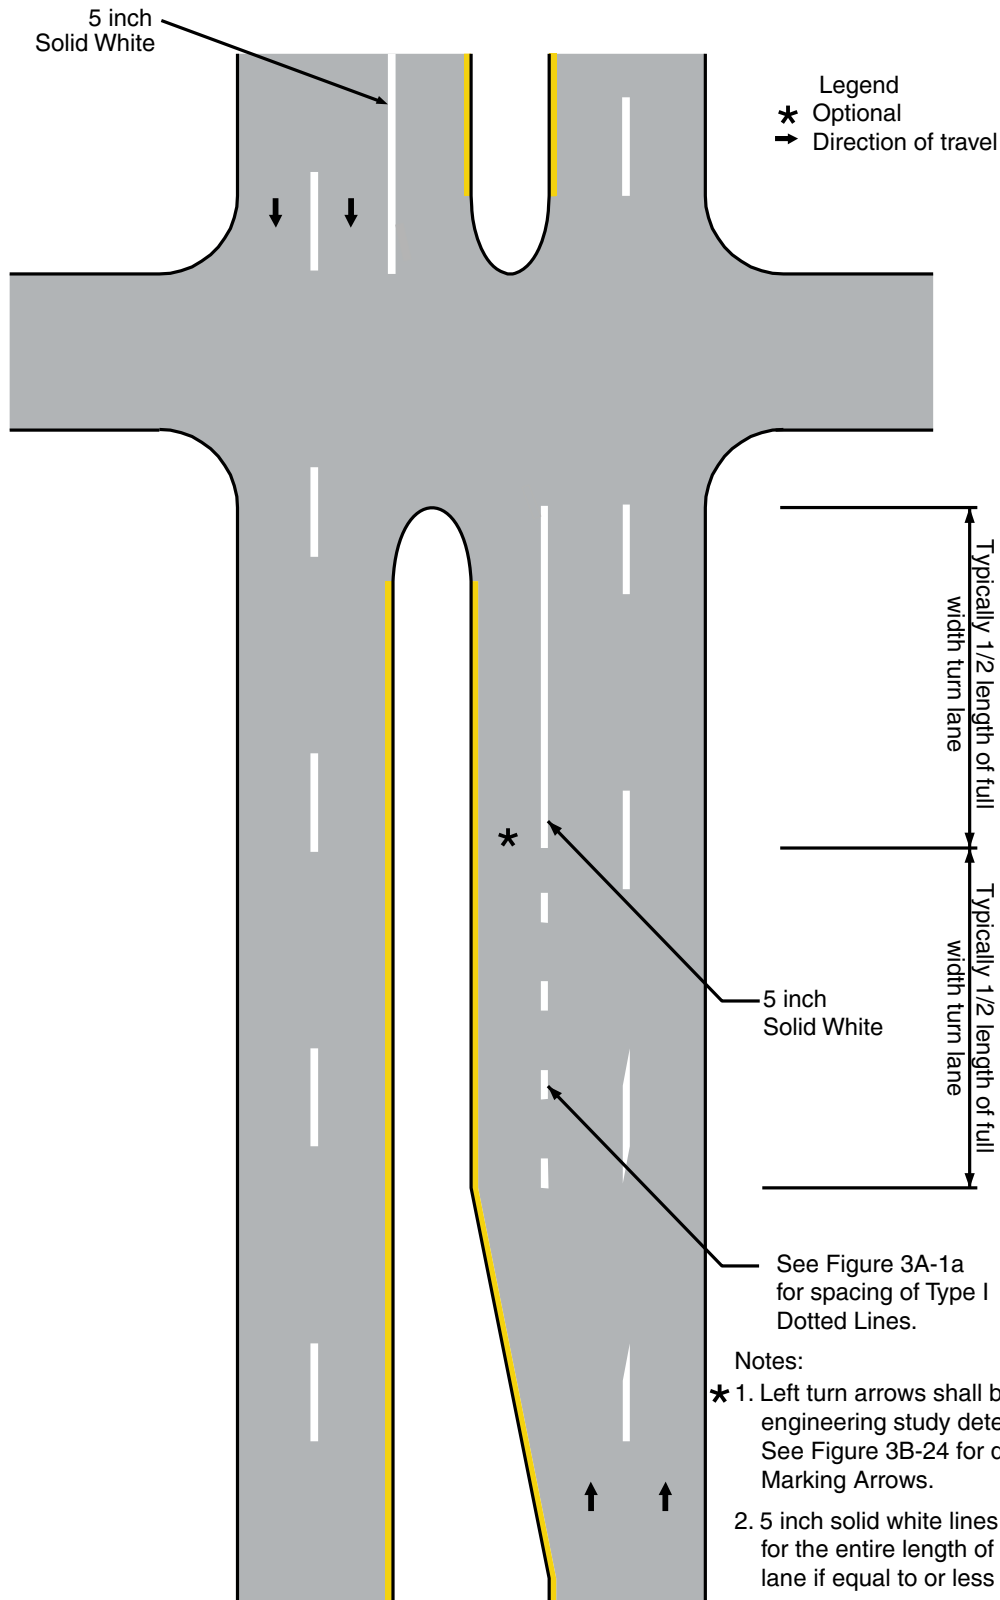 5 inch
Solid White
Legend
* Optional
Direction of travel
Typically 1/2 length of full
width turn lane
*
Typically 1/2 length of full
width turn lane
5 inch
Solid White
See Figure 3A-1a
for spacing of Type I
Dotted Lines.
Notes:
* 1. Left turn arrows shall
engineering study
See Figure 3B-24 for
Marking Arrows.
2. 5 inch solid white lines
for the entire length of
lane if equal to or less